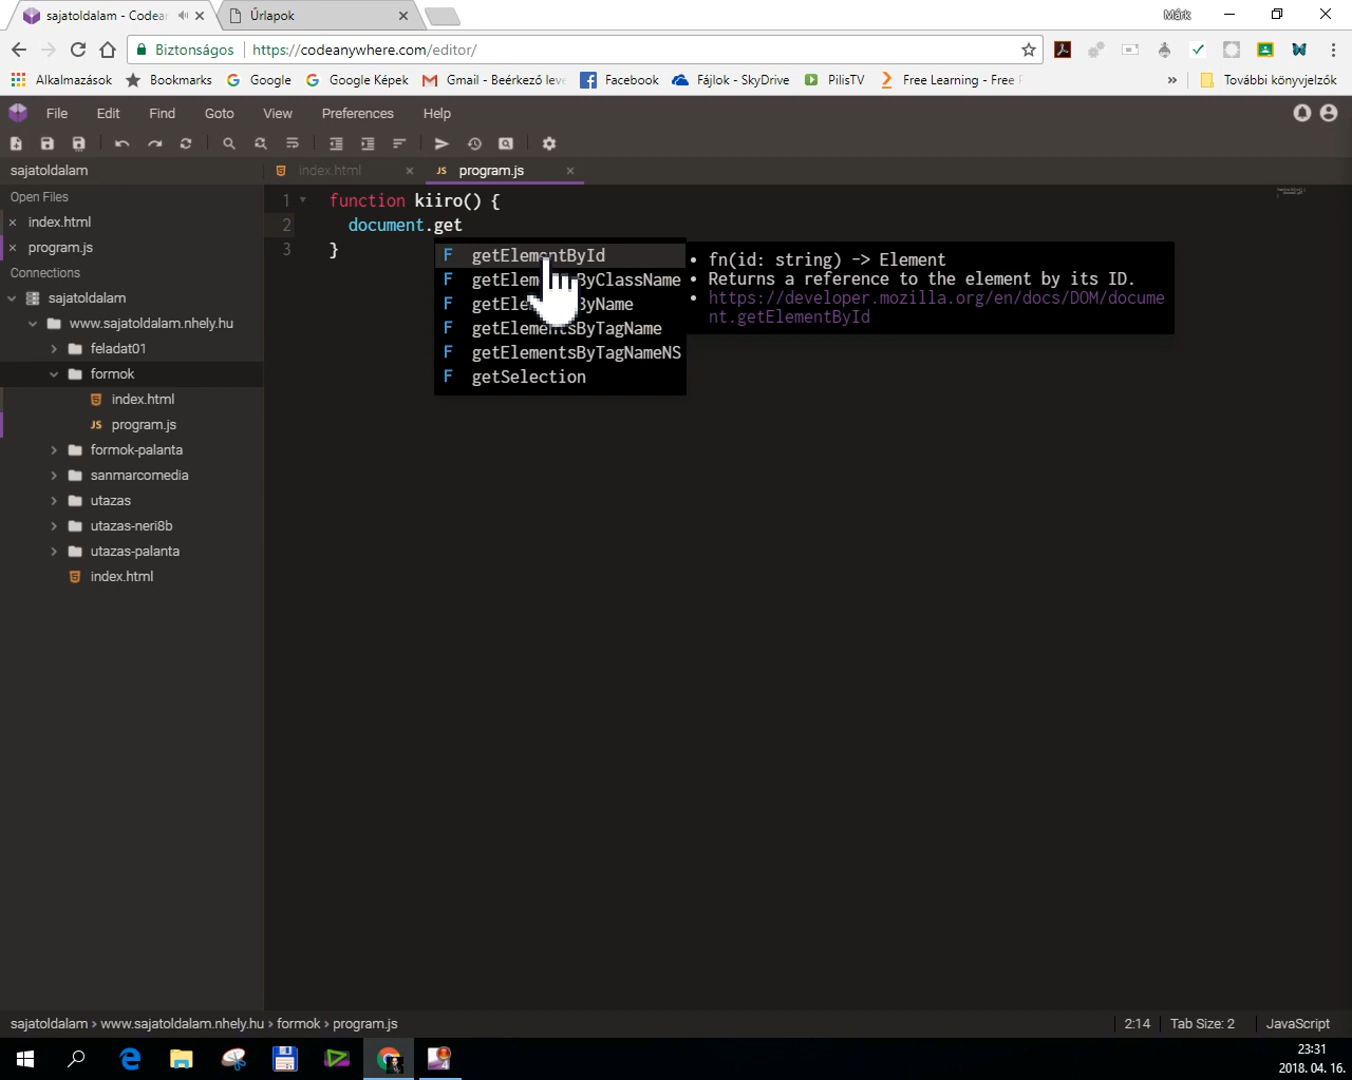 sajatoldalam - Codean
Űrlapok
Márk
Biztonságos
https://codeanywhere.com/editor/
Alkalmazások
Bookmarks
Google
Google Képek
Gmail - Beérkező leve
Facebook
Fájlok - SkyDrive
PilisTV
Free Learning - Free
»
További könyvjelzők
File
Edit
Find
Goto
View
Preferences
Help
sajatoldalam
index.html
JS program.js
Open Files
index.html
program.js
Connections
sajatoldalam
www.sajatoldalam.nhely.hu
feladat01
formok
index.html
JS program.js
formok-palanta
sanmarcomedia
utazas
utazas-neri8b
utazas-palanta
index.html
1 function kiiro() {
2 document.get
3 }
F getElementById
F getElementsByClassName
F getElementsByName
F getElementsByTagName
F getElementsByTagNameNS
F getSelection
• fn(id: string) -> Element
• Returns a reference to the element by its ID.
• https://developer.mozilla.org/en/docs/DOM/docume
nt.getElementById
sajatoldalam › www.sajatoldalam.nhely.hu › formok › program.js
2:14
Tab Size: 2
JavaScript
23:31
2018. 04. 16.